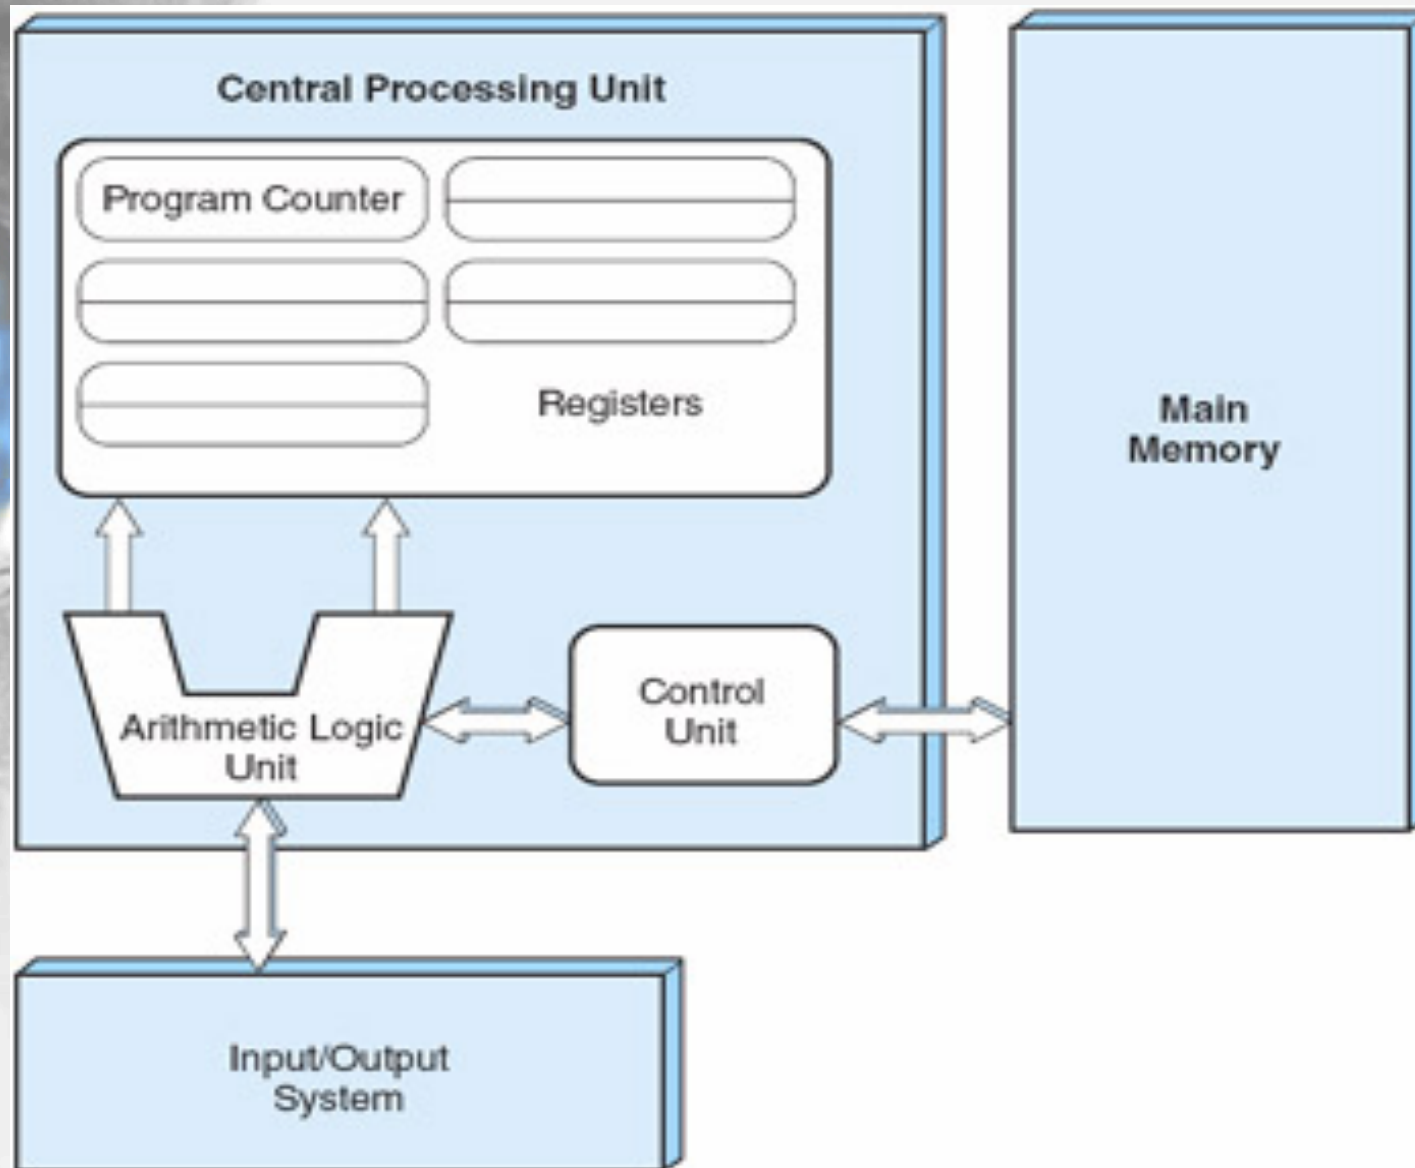 Central Processing Unit
Program Counter
Registers
Main
Memory
Arithmetic Logic
Unit
Control
Unit
Input/Output
System